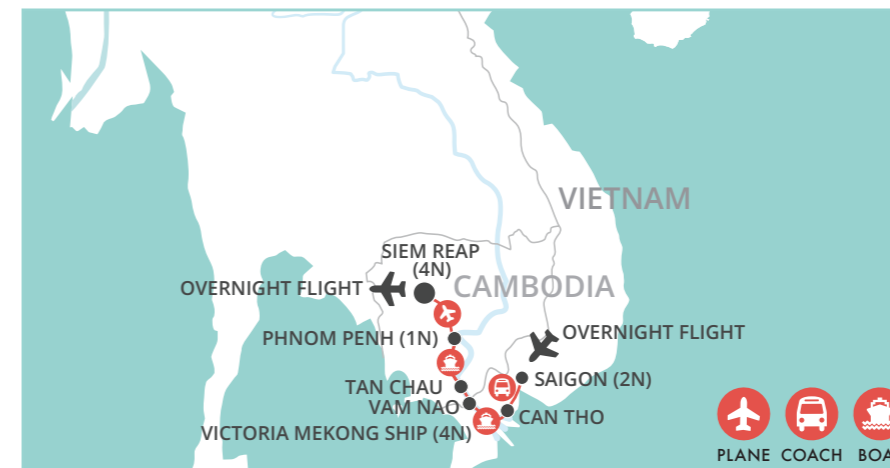 VIETNAM
SIEM REAP
(4N)
CAMBODIA
OVERNIGHT FLIGHT
OVERNIGHT FLIGHT
PHNOM PENH (1N)
TAN CHAU
SAIGON (2N)
VAM NAO
CAN THO
VICTORIA MEKONG SHIP (4N)
PLANE COACH BOA